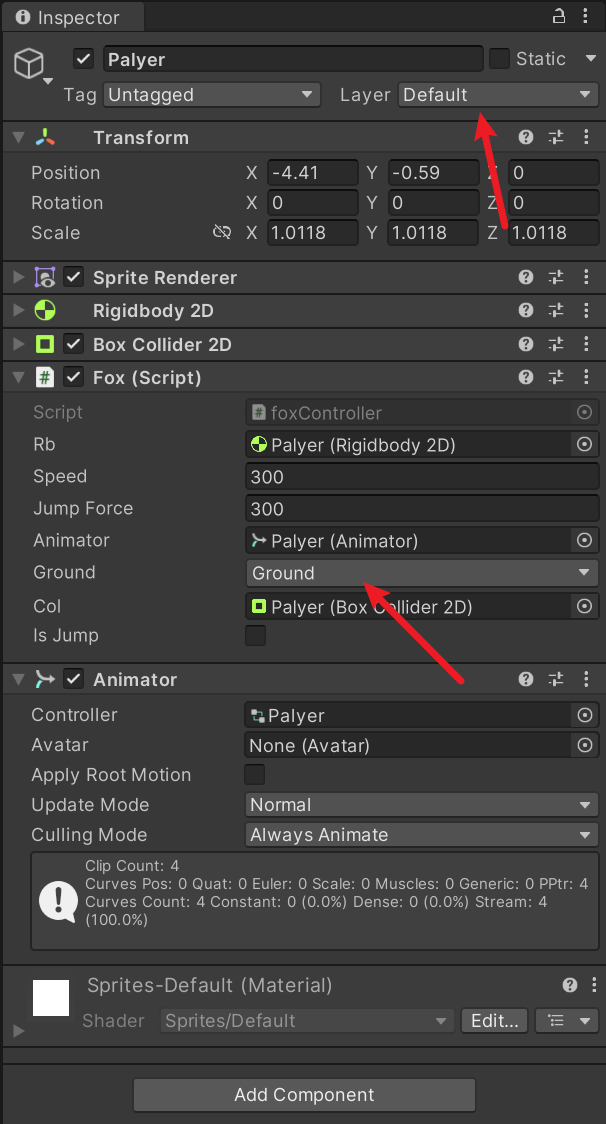 Inspector
Palyer
Static
Tag Untagged Layer Default
Transform
Position X -4.41 Y -0.59 Z 0
Rotation X 0 Y 0 Z 0
Scale X 1.0118 Y 1.0118 Z 1.0118
Sprite Renderer
Rigidbody 2D
Box Collider 2D
# Fox (Script)
Script # foxController
Rb Palyer (Rigidbody 2D)
Speed 300
Jump Force 300
Animator Palyer (Animator)
Ground Ground
Col Palyer (Box Collider 2D)
Is Jump
Animator
Controller Palyer
Avatar None (Avatar)
Apply Root Motion
Update Mode Normal
Culling Mode Always Animate
Clip Count: 4
Curves Pos: 0 Quat: 0 Euler: 0 Scale: 0 Muscles: 0 Generic: 0 PPtr: 4
Curves Count: 4 Constant: 0 (0.0%) Dense: 0 (0.0%) Stream: 4
(100.0%)
Sprites-Default (Material)
Shader Sprites/Default Edit...
Add Component